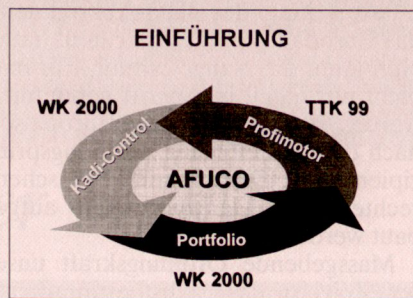 EINFÜHRUNG
WK 2000
TTK 99
Kadi-Control
Profimotor
AFUCO
Portfolio
WK 2000